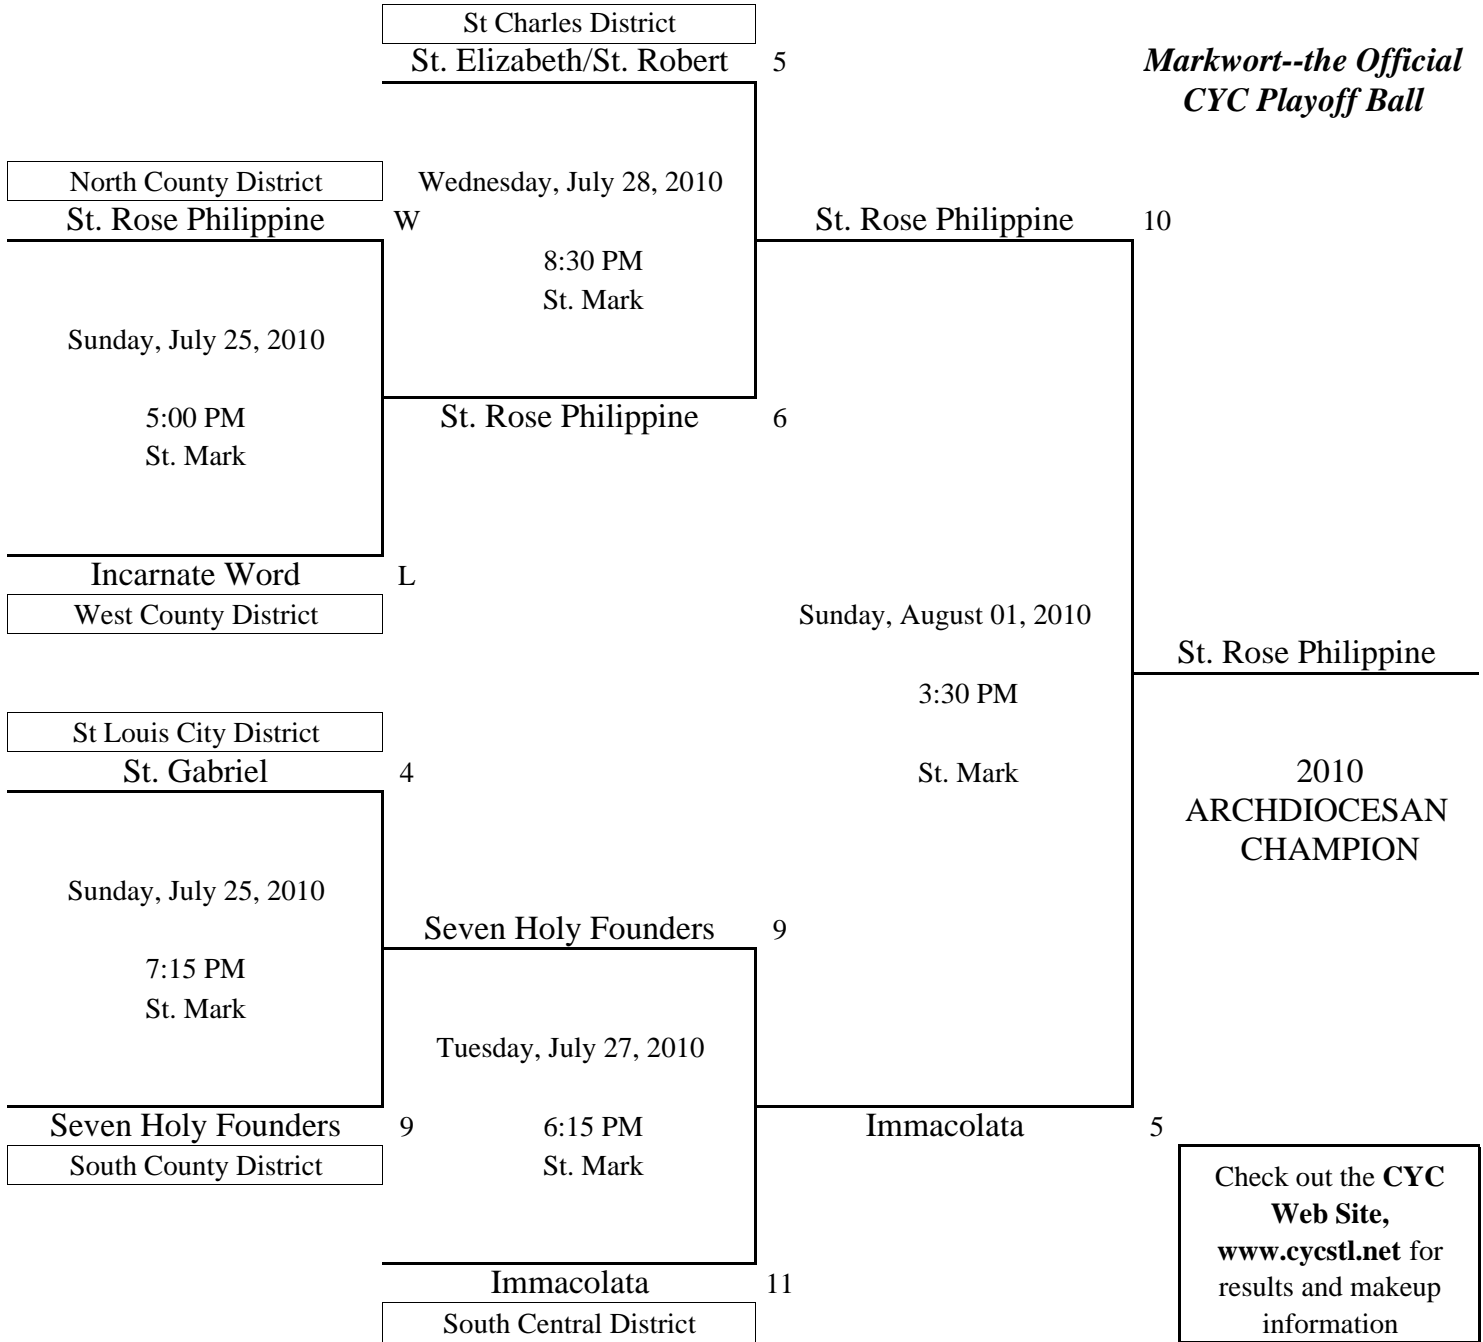 St Charles District
St. Elizabeth/St. Robert 5
Markwort--the Official
CYC Playoff Ball
North County District
Wednesday, July 28, 2010
St. Rose Philippine W
St. Rose Philippine 10
8:30 PM
St. Mark
Sunday, July 25, 2010
5:00 PM
St. Mark
St. Rose Philippine 6
Incarnate Word L
West County District
Sunday, August 01, 2010
St. Rose Philippine
3:30 PM
St Louis City District
St. Gabriel 4
St. Mark
2010
ARCHDIOCESAN
CHAMPION
Sunday, July 25, 2010
Seven Holy Founders 9
7:15 PM
St. Mark
Tuesday, July 27, 2010
Seven Holy Founders 9
6:15 PM
Immacolata 5
South County District
St. Mark
Check out the CYC
Web Site,
www.cycstl.net for
results and makeup
information
Immacolata 11
South Central District